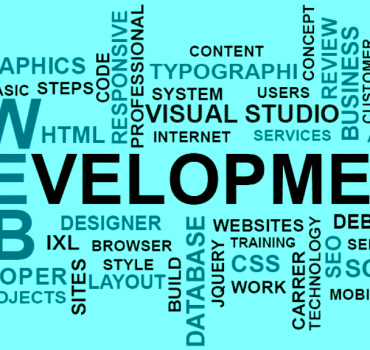 CONTENT
TYPOGRAPHI
SYSTEM
USERS
VISUAL STUDIO
INTERNET
SERVICES
RESPONSIVE
PROFESSIONAL
CODE
CONCEPT
REVIEW
BUSINESS
CUSTOMER
APHICS
ASIC
STEPS
W
HTML
EVELOPME
E
B
DESIGNER
IXL
BROWSER
STYLE
LAYOUT
OPER
OJECTS
SITES
BUILD
DATABASE
JQUERY
WEBSITES
TRAINING
CSS
WORK
CARRER
TECHNOLOGY
SEO
DEB
SE
SO
MOBI